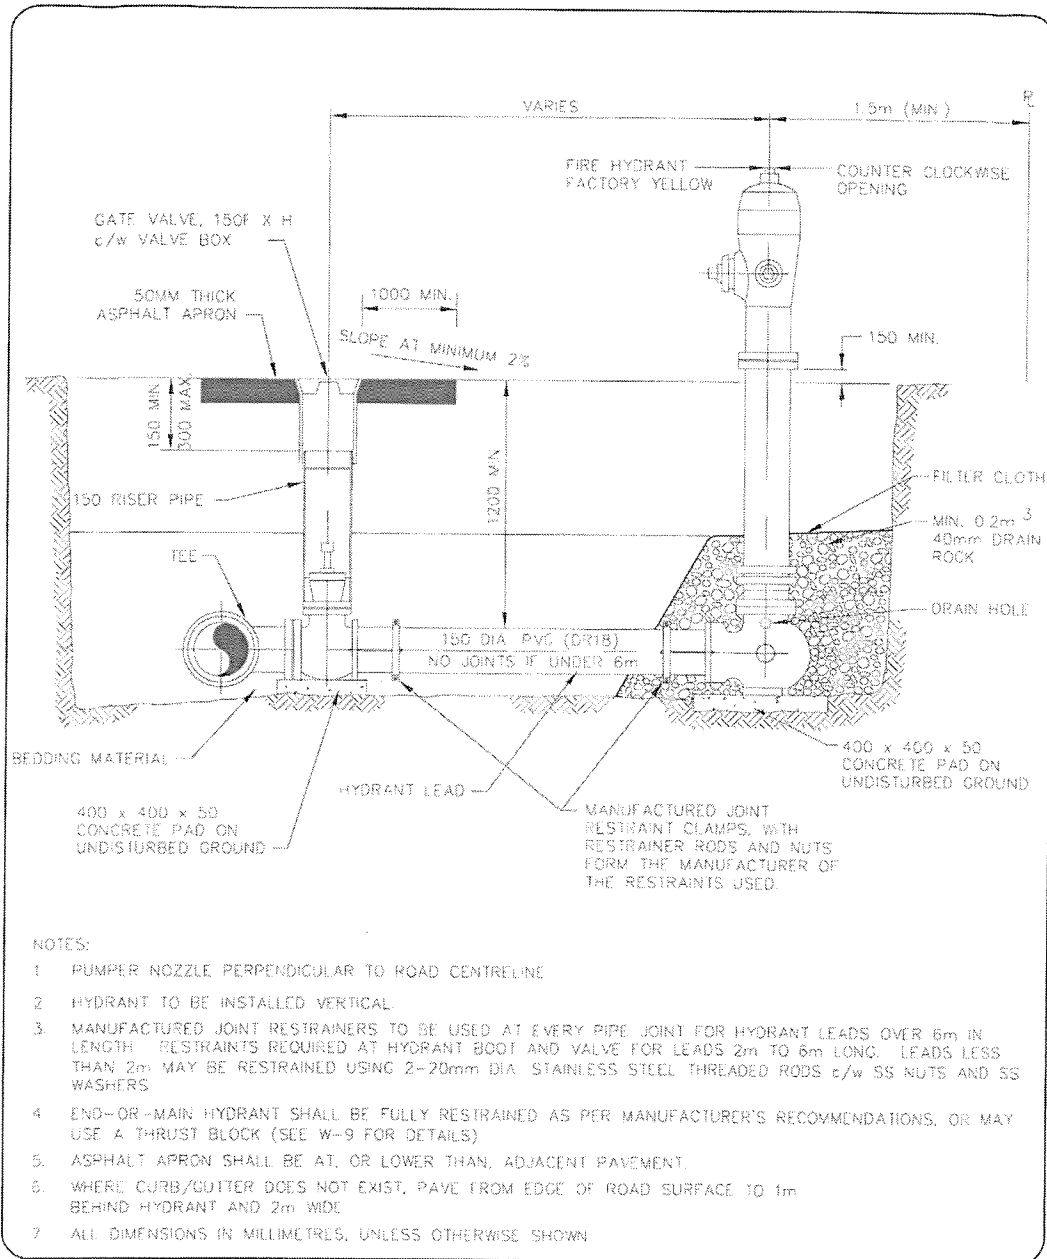 VARIES
1.5m (MIN.)
PL
FIRE HYDRANT
FACTORY YELLOW
COUNTER CLOCKWISE
OPENING
GATE VALVE, 150F X H
c/w VALVE BOX
50MM THICK
ASPHALT APRON
1000 MIN.
SLOPE AT MINIMUM 2%
150 MIN.
150 MIN
300 MAX.
1200 MIN
150 RISER PIPE
FILTER CLOTH
MIN. 0.2m 3
40mm DRAIN
ROCK
TEE
DRAIN HOLE
150 DIA. PVC (DR18)
NO JOINTS IF UNDER 6m
BEDDING MATERIAL
HYDRANT LEAD
400 x 400 x 50
CONCRETE PAD ON
UNDISTURBED GROUND
400 x 400 x 50
CONCRETE PAD ON
UNDISTURBED GROUND
MANUFACTURED JOINT
RESTRAINT CLAMPS, WITH
RESTRAINER RODS AND NUTS
FORM THE MANUFACTURER OF
THE RESTRAINTS USED.
NOTES:
1 PUMPER NOZZLE PERPENDICULAR TO ROAD CENTRELINE
2 HYDRANT TO BE INSTALLED VERTICAL.
3. MANUFACTURED JOINT RESTRAINERS TO BE USED AT EVERY PIPE JOINT FOR HYDRANT LEADS OVER 6m IN
LENGTH RESTRAINTS REQUIRED AT HYDRANT BOOT AND VALVE FOR LEADS 2m TO 6m LONG. LEADS LESS
THAN 2m MAY BE RESTRAINED USING 2-20mm DIA. STAINLESS STEEL THREADED RODS c/w SS NUTS AND SS
WASHERS
4 END-OR-MAIN HYDRANT SHALL BE FULLY RESTRAINED AS PER MANUFACTURER'S RECOMMENDATIONS, OR MAY
USE A THRUST BLOCK (SEE W-9 FOR DETAILS)
5. ASPHALT APRON SHALL BE AT, OR LOWER THAN, ADJACENT PAVEMENT.
6. WHERE CURB/GUTTER DOES NOT EXIST, PAVE FROM EDGE OF ROAD SURFACE TO 1m
BEHIND HYDRANT AND 2m WIDE
7 ALL DIMENSIONS IN MILLIMETRES, UNLESS OTHERWISE SHOWN